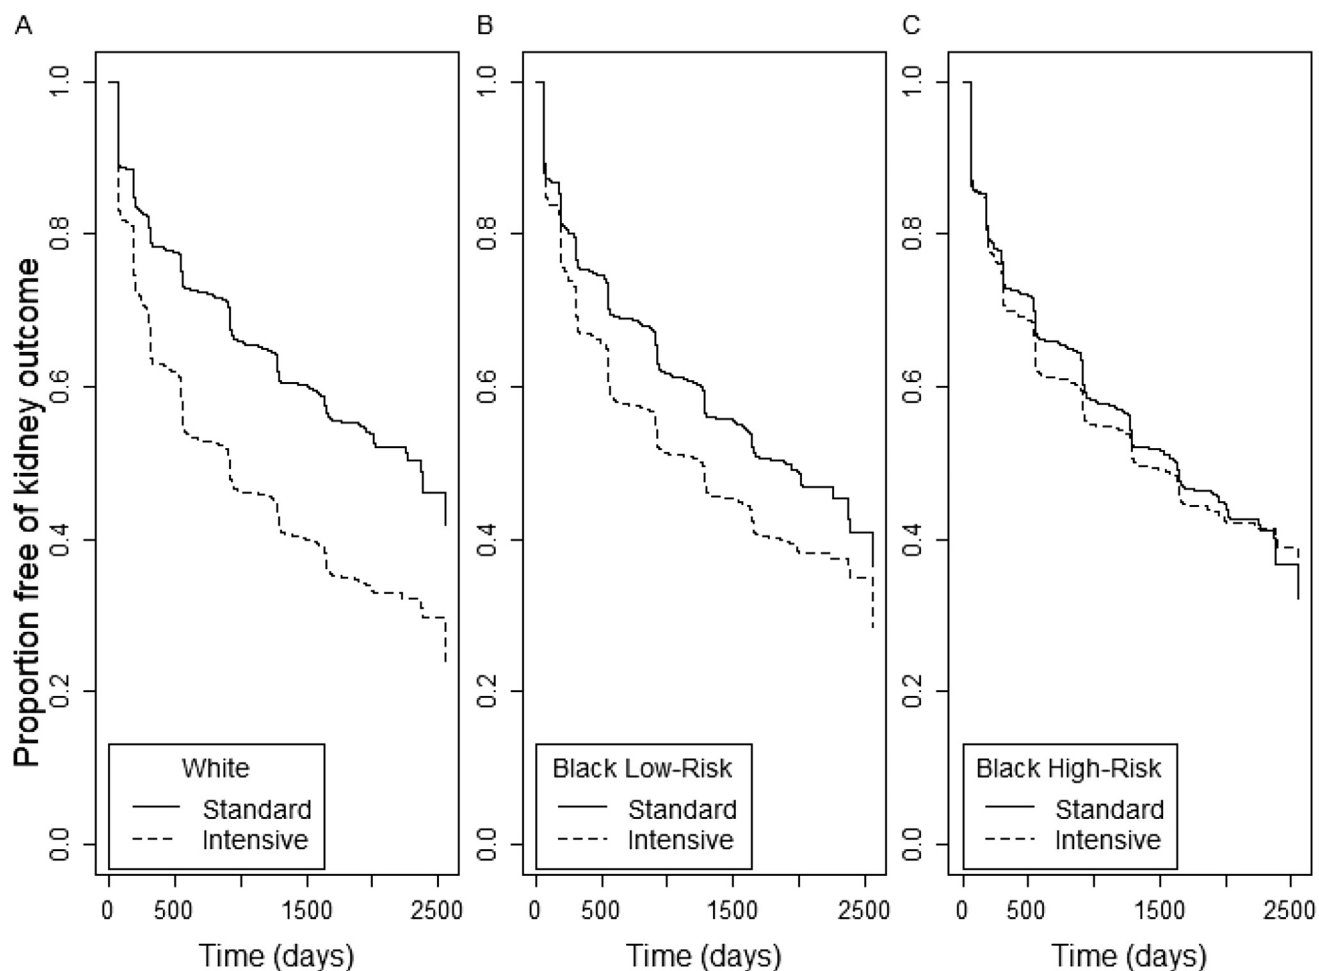 A
B
C
Proportion free of kidney outcome
1.0
0.8
0.6
0.4
0.2
0.0
White
Standard
Intensive
0 500 1500 2500
Time (days)
1.0
0.8
0.6
0.4
0.2
0.0
Black Low-Risk
Standard
Intensive
0 500 1500 2500
Time (days)
1.0
0.8
0.6
0.4
0.2
0.0
Black High-Risk
Standard
Intensive
0 500 1500 2500
Time (days)